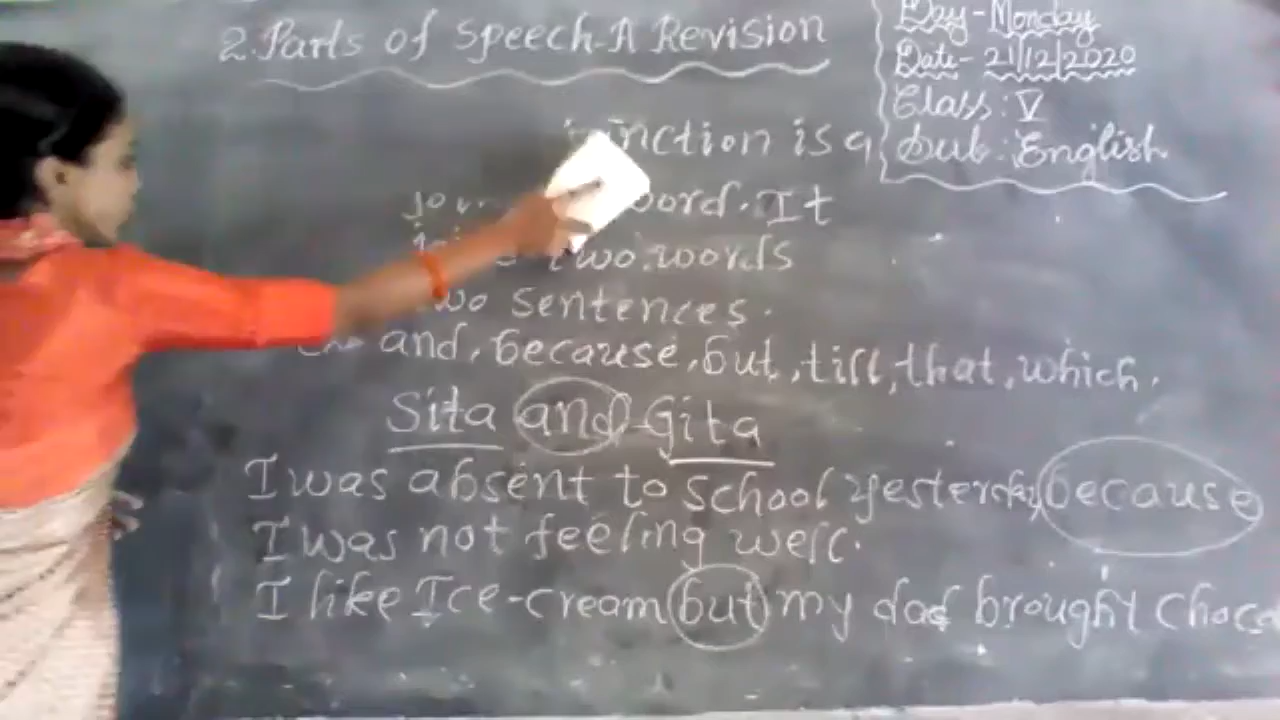 2. Parts of Speech-A Revision
Day-Monday
Date-21/12/2020
Class: V
Sub: English
is a
word. It
two words
two sentences.
and, because, but, till, that, which.
Sita and Gita
I was absent to school yesterday because
I was not feeling well.
I like Ice-cream but my dad brought